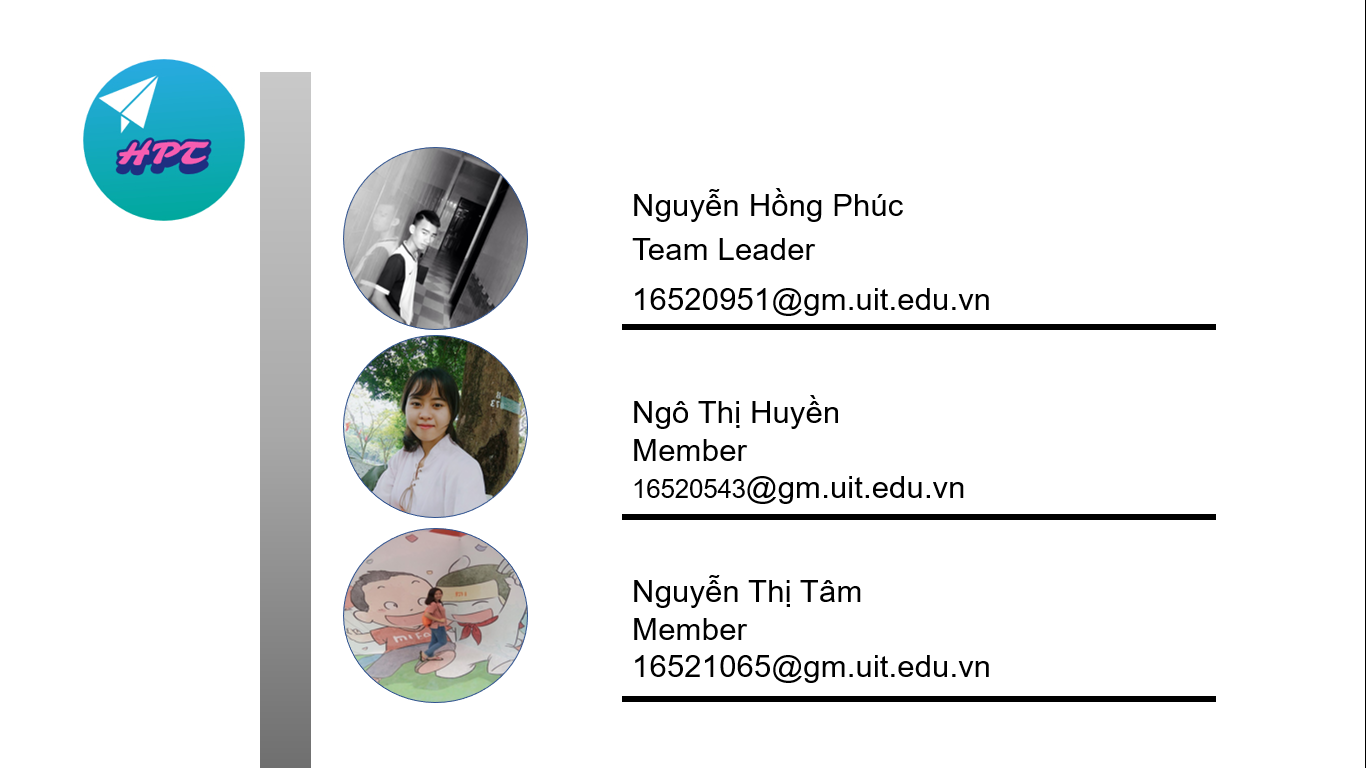 HPT
Nguyễn Hồng Phúc
Team Leader
16520951@gm.uit.edu.vn
Ngô Thị Huyền
Member
16520543@gm.uit.edu.vn
Nguyễn Thị Tâm
Member
16521065@gm.uit.edu.vn